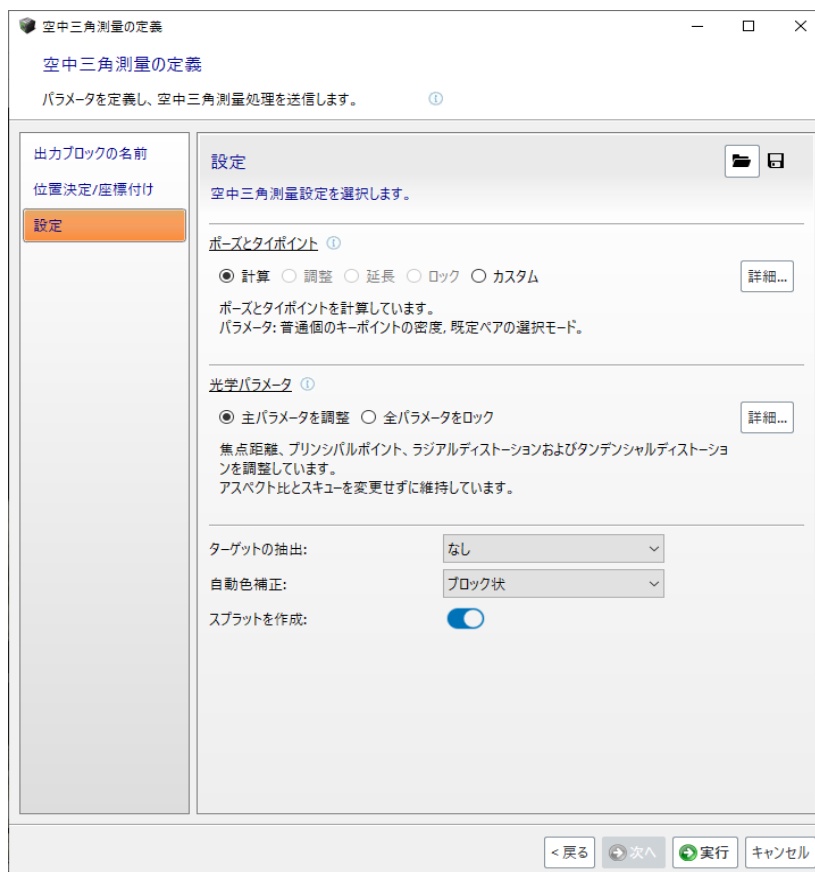 空中三角測量の定義
空中三角測量の定義
パラメータを定義し、空中三角測量処理を送信します。
出力ブロックの名前
位置決定/座標付け
設定
設定
空中三角測量設定を選択します。
ポーズとタイポイント
計算 調整 延長 ロック カスタム
詳細...
ポーズとタイポイントを計算しています。
パラメータ: 普通個のキーポイントの密度, 既定ペアの選択モード。
光学パラメータ
主パラメータを調整 全パラメータをロック
詳細...
焦点距離、プリンシパルポイント、ラジアルディストーションおよびタンデンシャルディストーショ
ンを調整しています。
アスペクト比とスキューを変更せずに維持しています。
ターゲットの抽出: なし
自動色補正: ブロック状
スプラットを作成:
< 戻る 次へ 実行 キャンセル